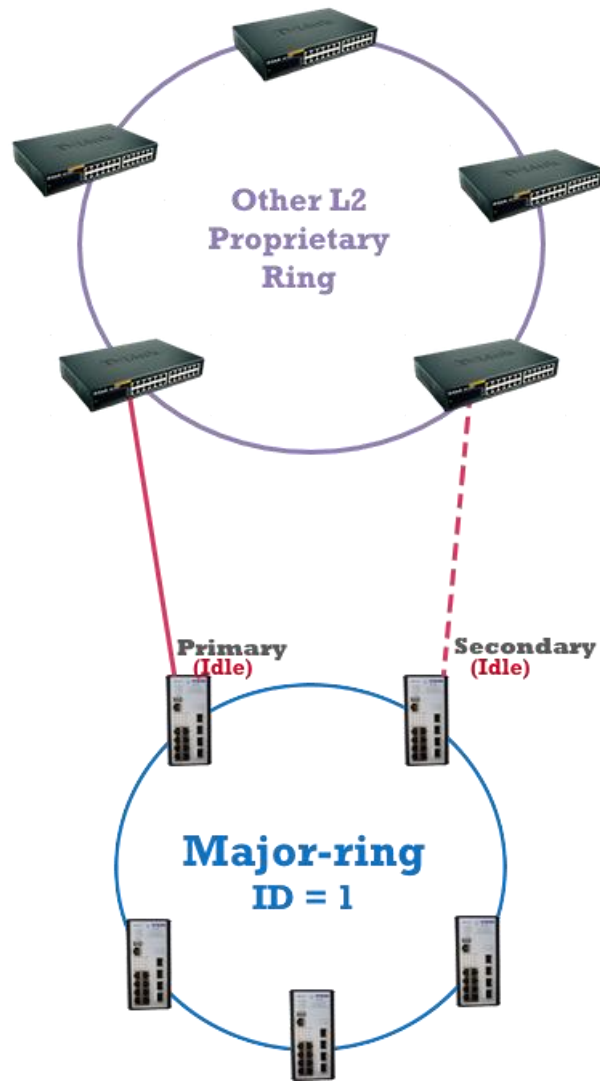 Other L2
Proprietary
Ring
Primary
(Idle)
Secondary
(Idle)
Major-ring
ID = 1